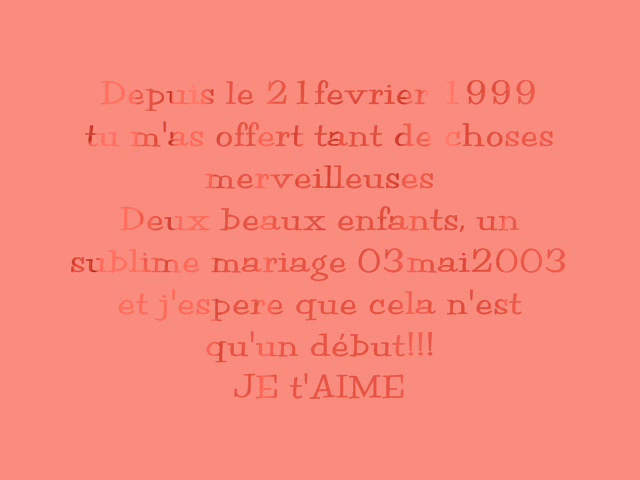 Depuis le 21fevrier 1999
tu m'as offert tant de choses
merveilleuses
Deux beaux enfants, un
sublime mariage 03mai2003
et j'espere que cela n'est
qu'un début!!!
JE t'AIME